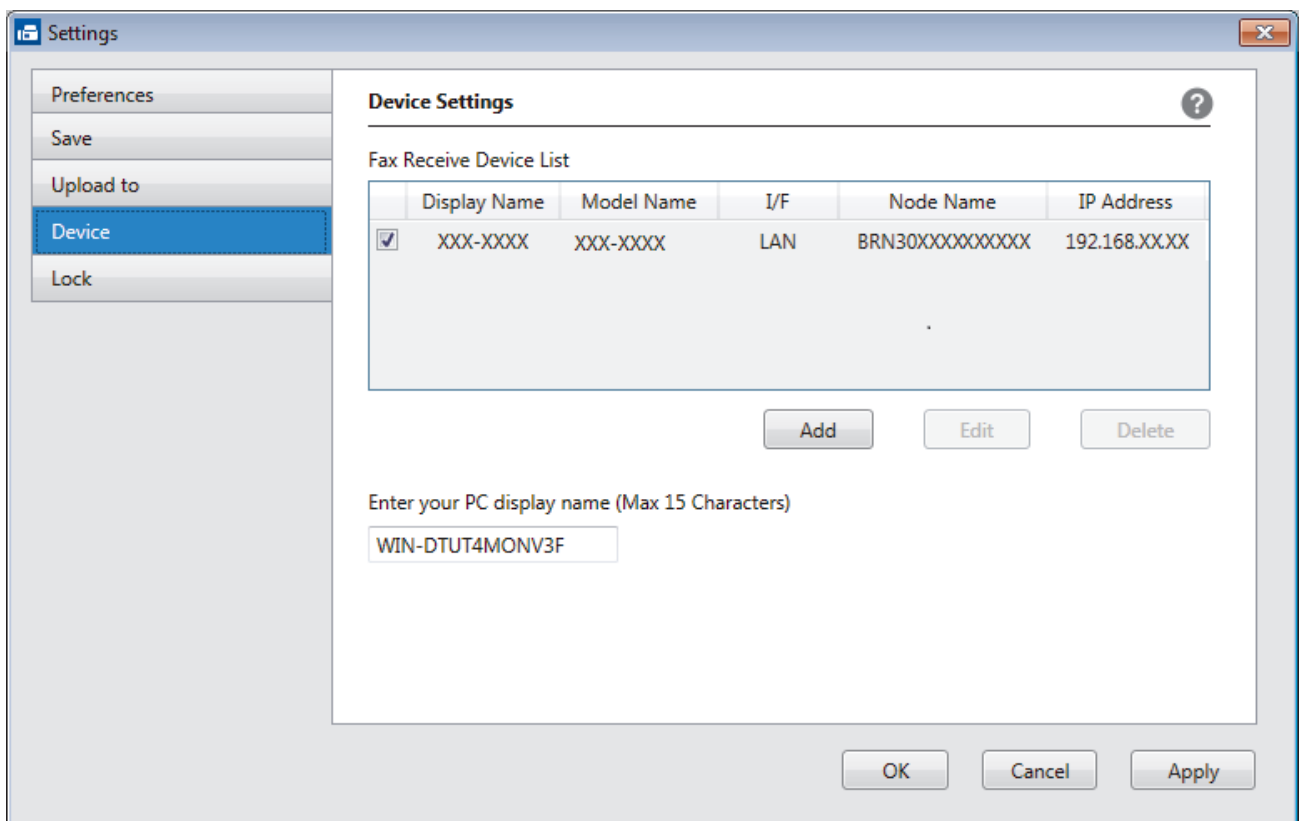 Settings
Preferences
Save
Upload to
Device
Lock
Device Settings
?
Fax Receive Device List
Display Name Model Name I/F Node Name IP Address
XXX-XXXX XXX-XXXX LAN BRN30XXXXXXXXXX 192.168.XX.XX
Add Edit Delete
Enter your PC display name (Max 15 Characters)
WIN-DTUT4MONV3F
OK Cancel Apply